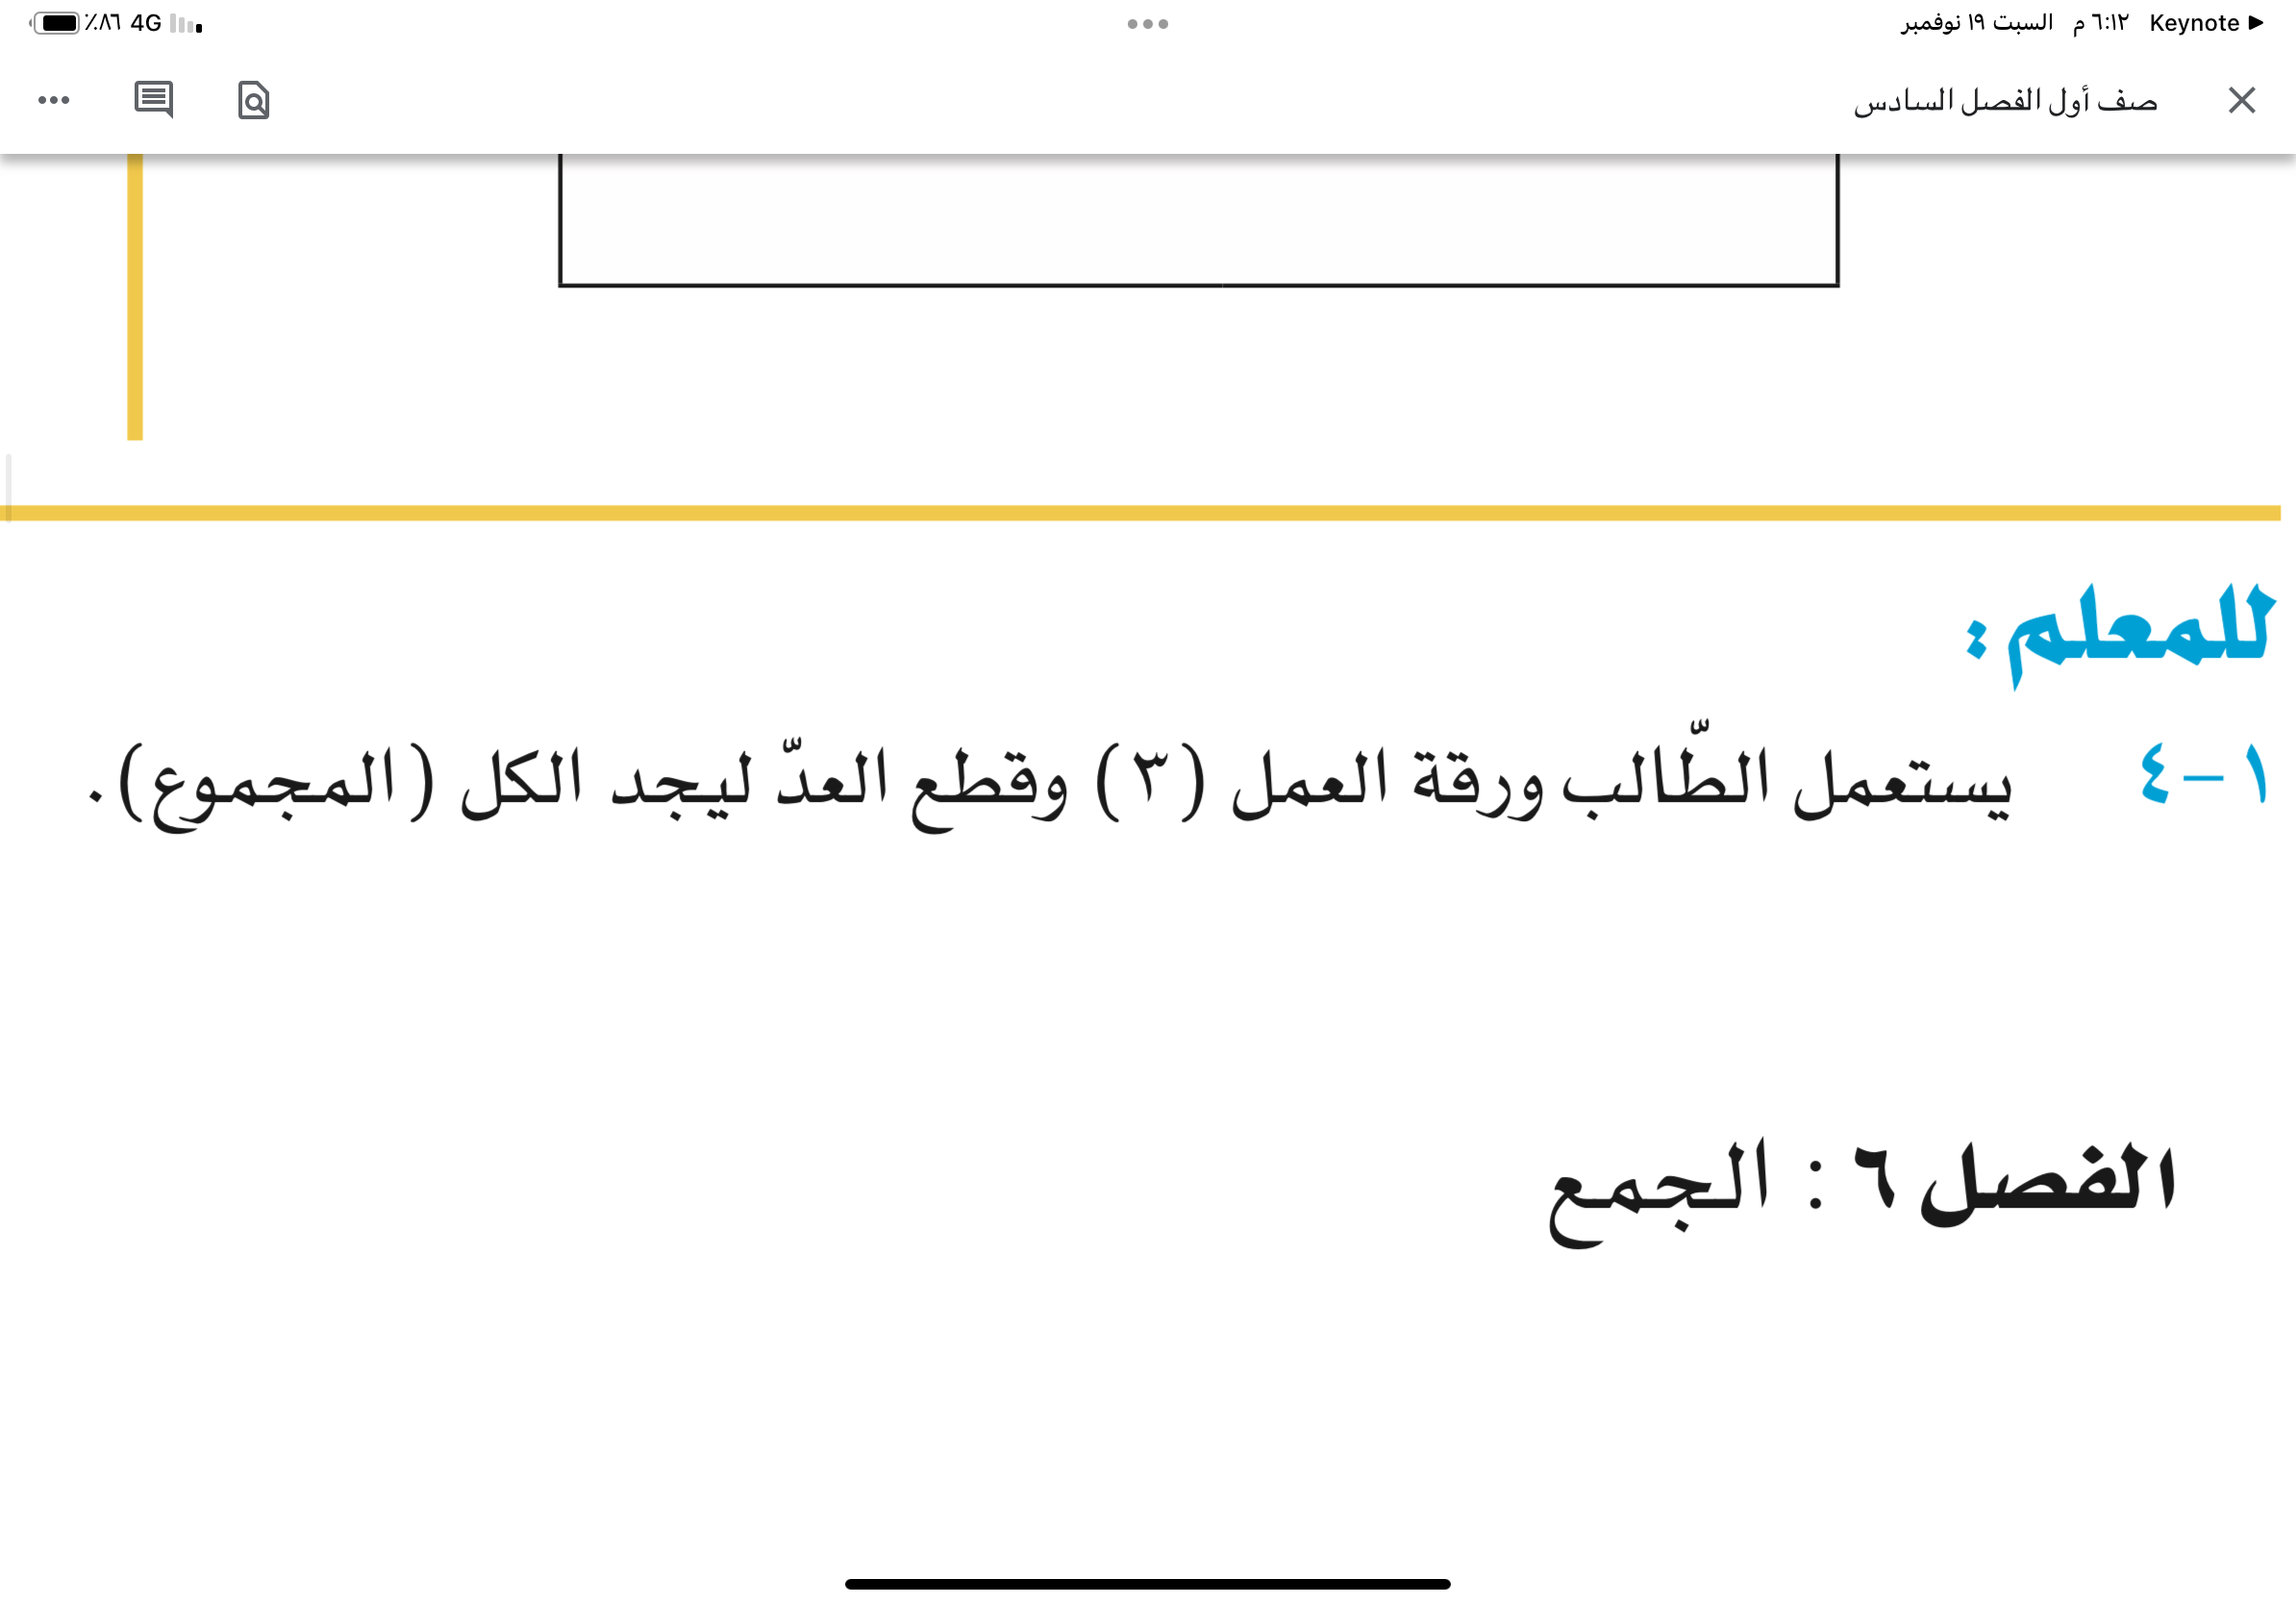 Keynote ٦:١٢ م السبت ١٩ نوفمبر 4G ٪٨٦
صف أول الفصل السادس
للمعلم:
١ – ٤ يستعمل الطّالب ورقة العمل (٢) وقطع العدّ ليجد الكل (المجموع).
الفصل ٦ : الجمع